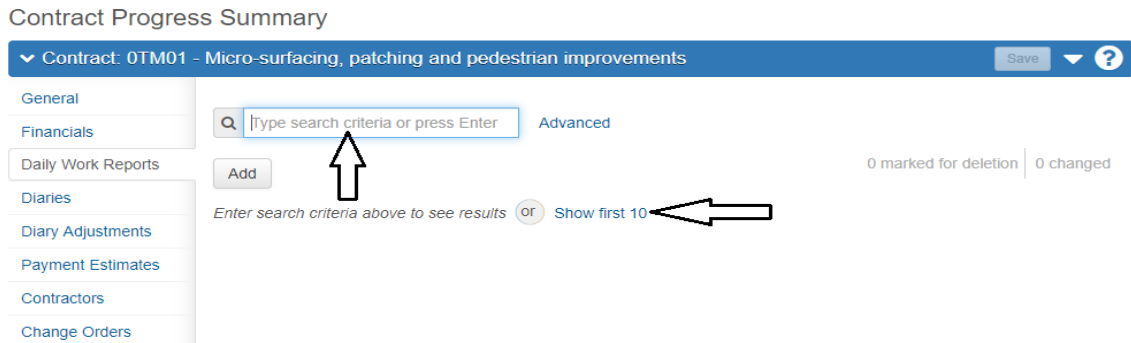 Contract Progress Summary
Contract: 0TM01 - Micro-surfacing, patching and pedestrian improvements
Save
?
General
Financials
Daily Work Reports
Diaries
Diary Adjustments
Payment Estimates
Contractors
Change Orders
Type search criteria or press Enter
Advanced
Add
0 marked for deletion
0 changed
Enter search criteria above to see results or Show first 10